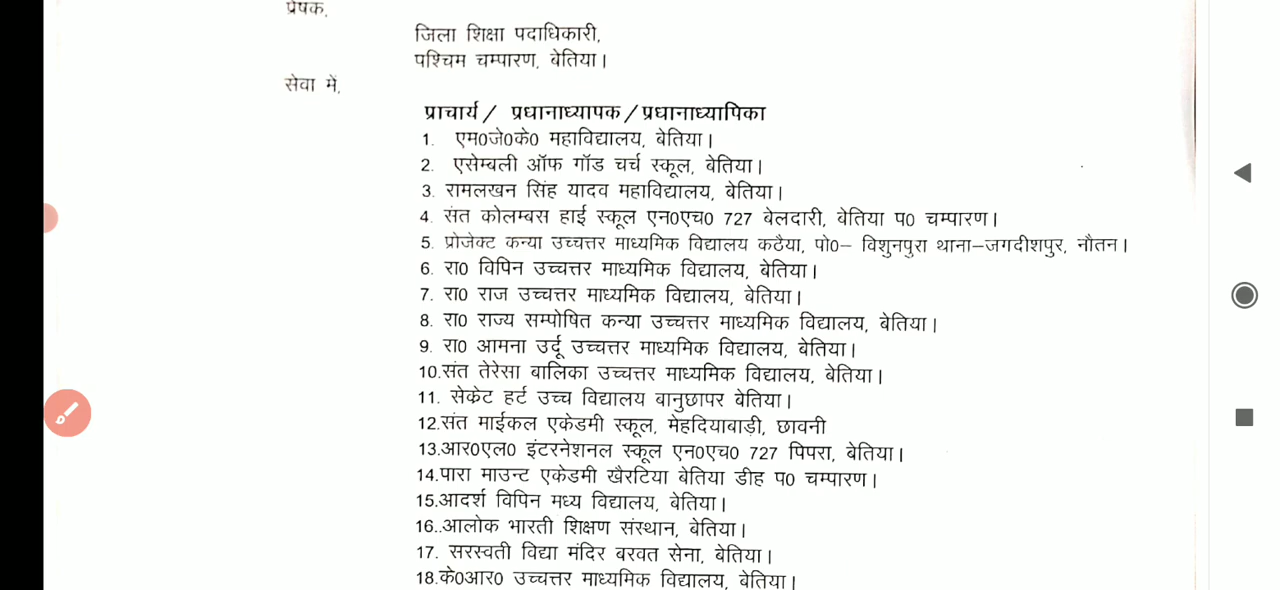 प्रेषक,
जिला शिक्षा पदाधिकारी,
पश्चिम चम्पारण, बेतिया।
सेवा में,
प्राचार्य / प्रधानाध्यापक / प्रधानाध्यापिका
1. एम0जे0के0 महाविद्यालय, बेतिया।
2. एसेम्बली ऑफ गॉड चर्च स्कूल, बेतिया।
3. रामलखन सिंह यादव महाविद्यालय, बेतिया।
4. संत कोलम्बस हाई स्कूल एन0एच0 727 बेलदारी, बेतिया प0 चम्पारण।
5. प्रोजेक्ट कन्या उच्चत्तर माध्यमिक विद्यालय कठैया, पो0– विशुनपुरा थाना–जगदीशपुर, नौतन।
6. रा0 विपिन उच्चत्तर माध्यमिक विद्यालय, बेतिया।
7. रा0 राज उच्चत्तर माध्यमिक विद्यालय, बेतिया।
8. रा0 राज्य सम्पोषित कन्या उच्चत्तर माध्यमिक विद्यालय, बेतिया।
9. रा0 आमना उर्दू उच्चत्तर माध्यमिक विद्यालय, बेतिया।
10.संत तेरेसा बालिका उच्चत्तर माध्यमिक विद्यालय, बेतिया।
11. सेकेट हर्ट उच्च विद्यालय बानुछापर बेतिया।
12.संत माईकल एकेडमी स्कूल, मेहदियाबाड़ी, छावनी
13.आर0एल0 इंटरनेशनल स्कूल एन0एच0 727 पिपरा, बेतिया।
14.पारा माउन्ट एकेडमी खैरटिया बेतिया डीह प0 चम्पारण।
15.आदर्श विपिन मध्य विद्यालय, बेतिया।
16..आलोक भारती शिक्षण संस्थान, बेतिया।
17. सरस्वती विद्या मंदिर बरवत सेना, बेतिया।
18.के0आर0 उच्चत्तर माध्यमिक विद्यालय, बेतिया।